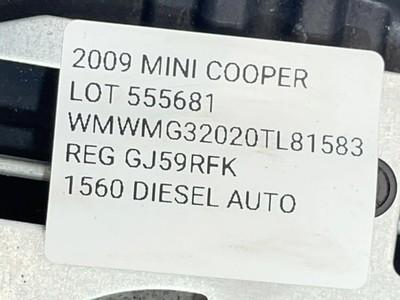 2009 MINI COOPER
LOT 555681
WMWMG32020TL81583
REG GJ59RFK
1560 DIESEL AUTO